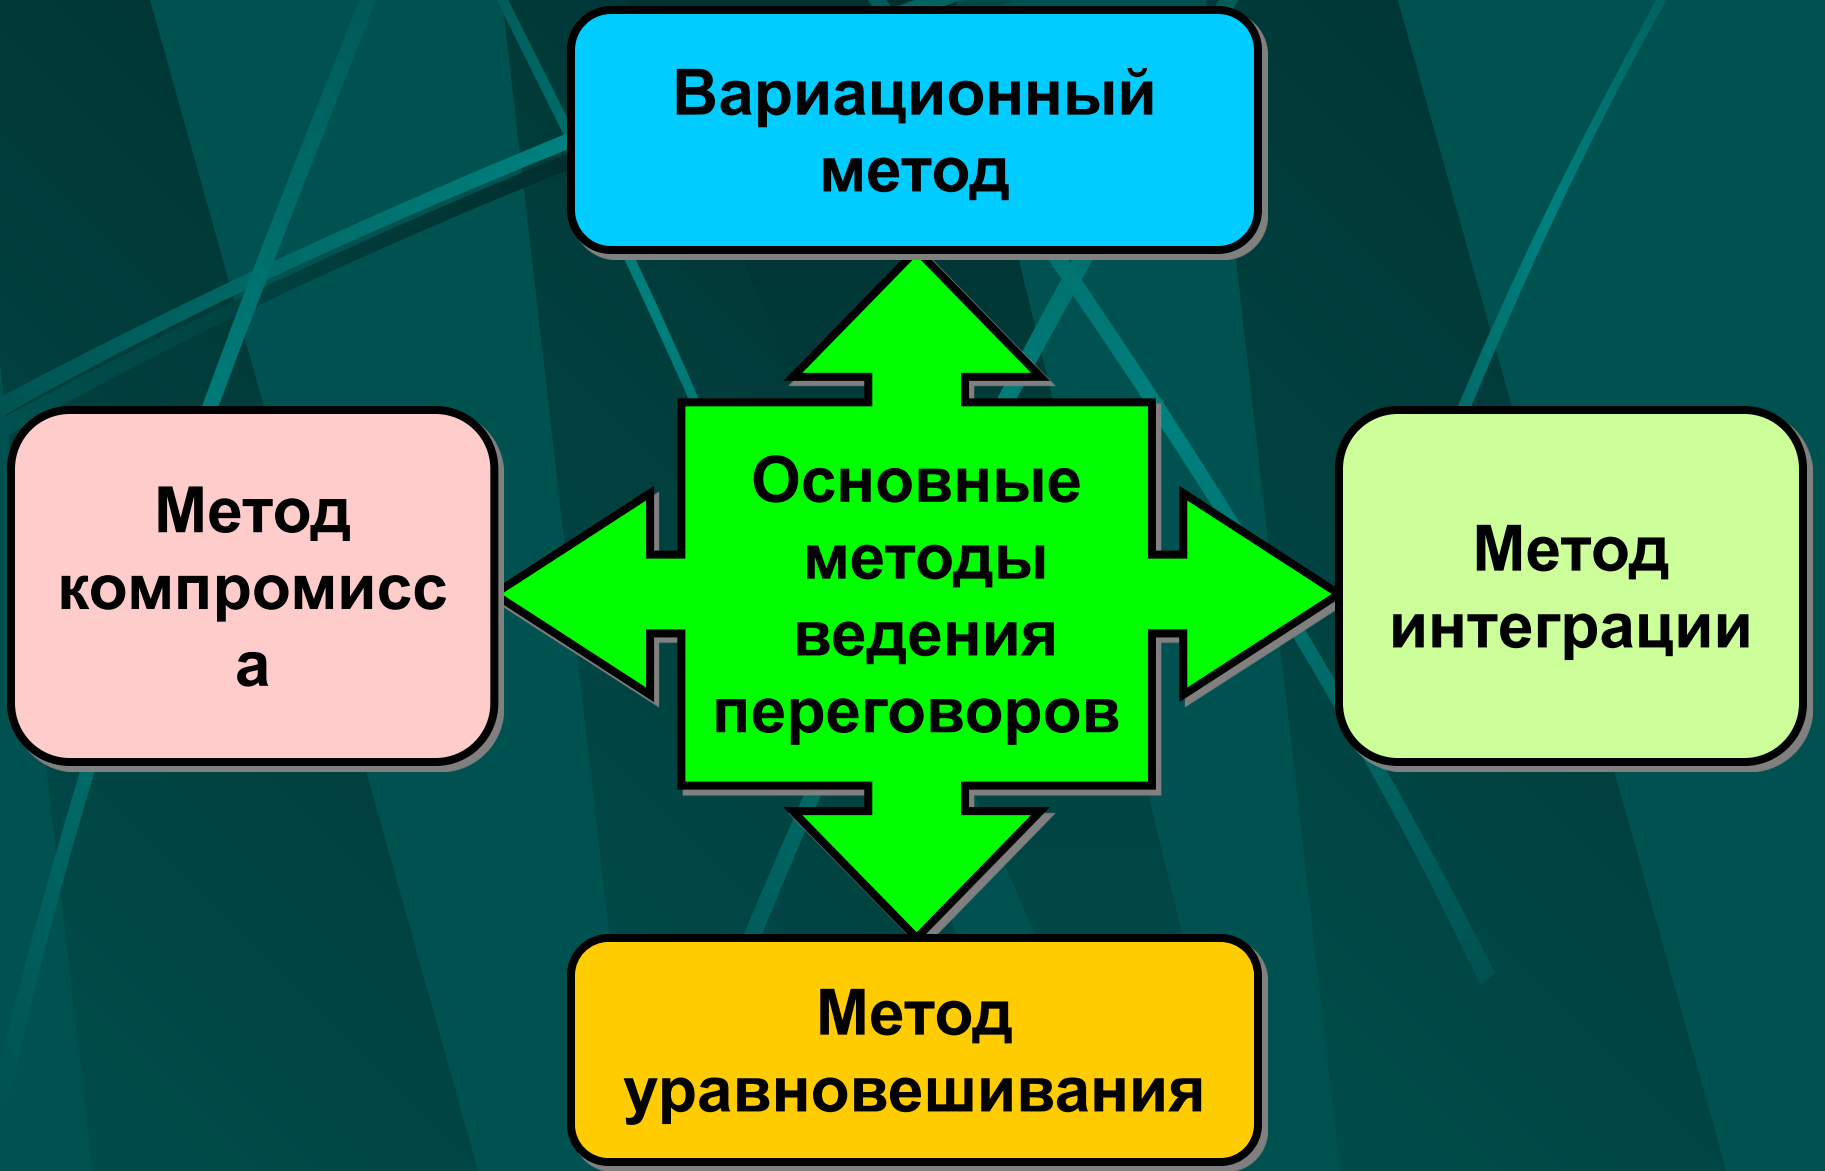 Вариационный
метод
Метод
компромисс
а
Основные
методы
ведения
переговоров
Метод
интеграции
Метод
уравновешивания